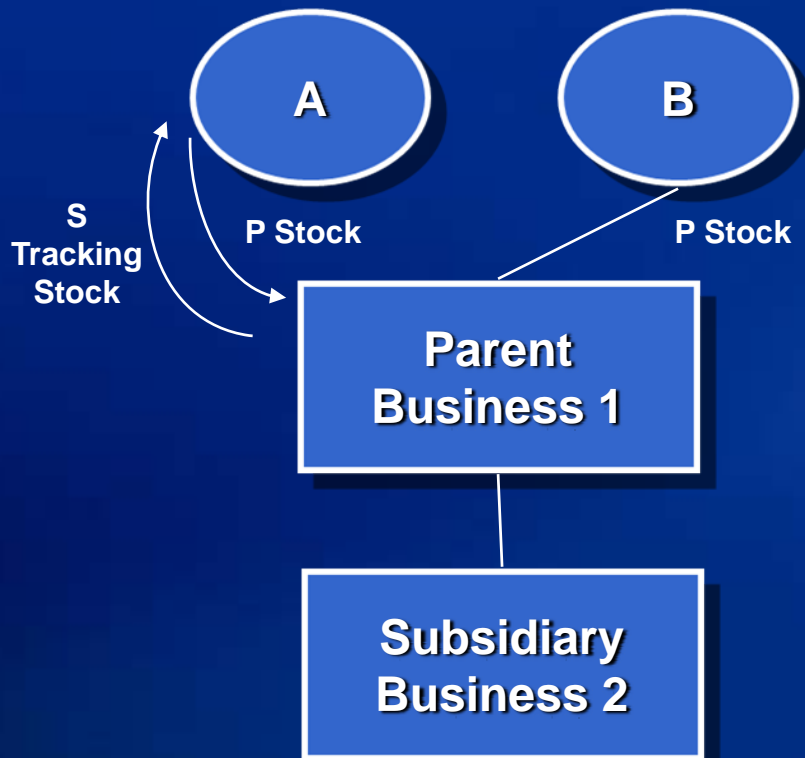 A
B
S
Tracking
Stock
P Stock
P Stock
Parent
Business 1
Subsidiary
Business 2